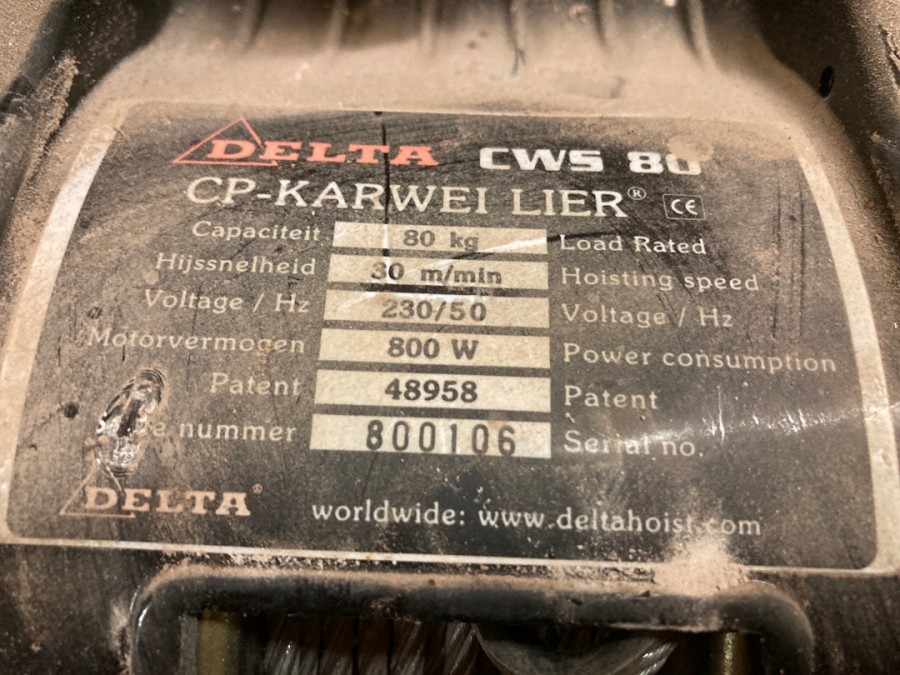 DELTA CWS 80
CP-KARWEI LIER® CE
Capaciteit 80 kg Load Rated
Hijssnelheid 30 m/min Hoisting speed
Voltage / Hz 230/50 Voltage / Hz
Motorvermogen 800 W Power consumption
Patent 48958 Patent
nummer 800106 Serial no.
DELTA®
worldwide: www.deltahoist.com